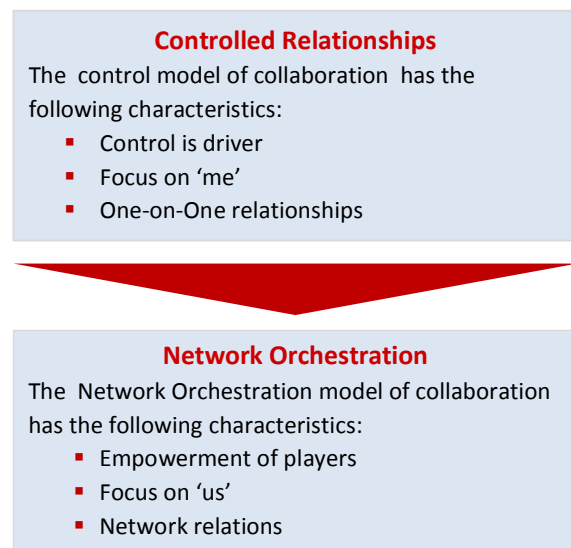 Controlled Relationships
The control model of collaboration has the
following characteristics:
▪ Control is driver
▪ Focus on ‘me’
▪ One-on-One relationships
Network Orchestration
The Network Orchestration model of collaboration
has the following characteristics:
▪ Empowerment of players
▪ Focus on ‘us’
▪ Network relations